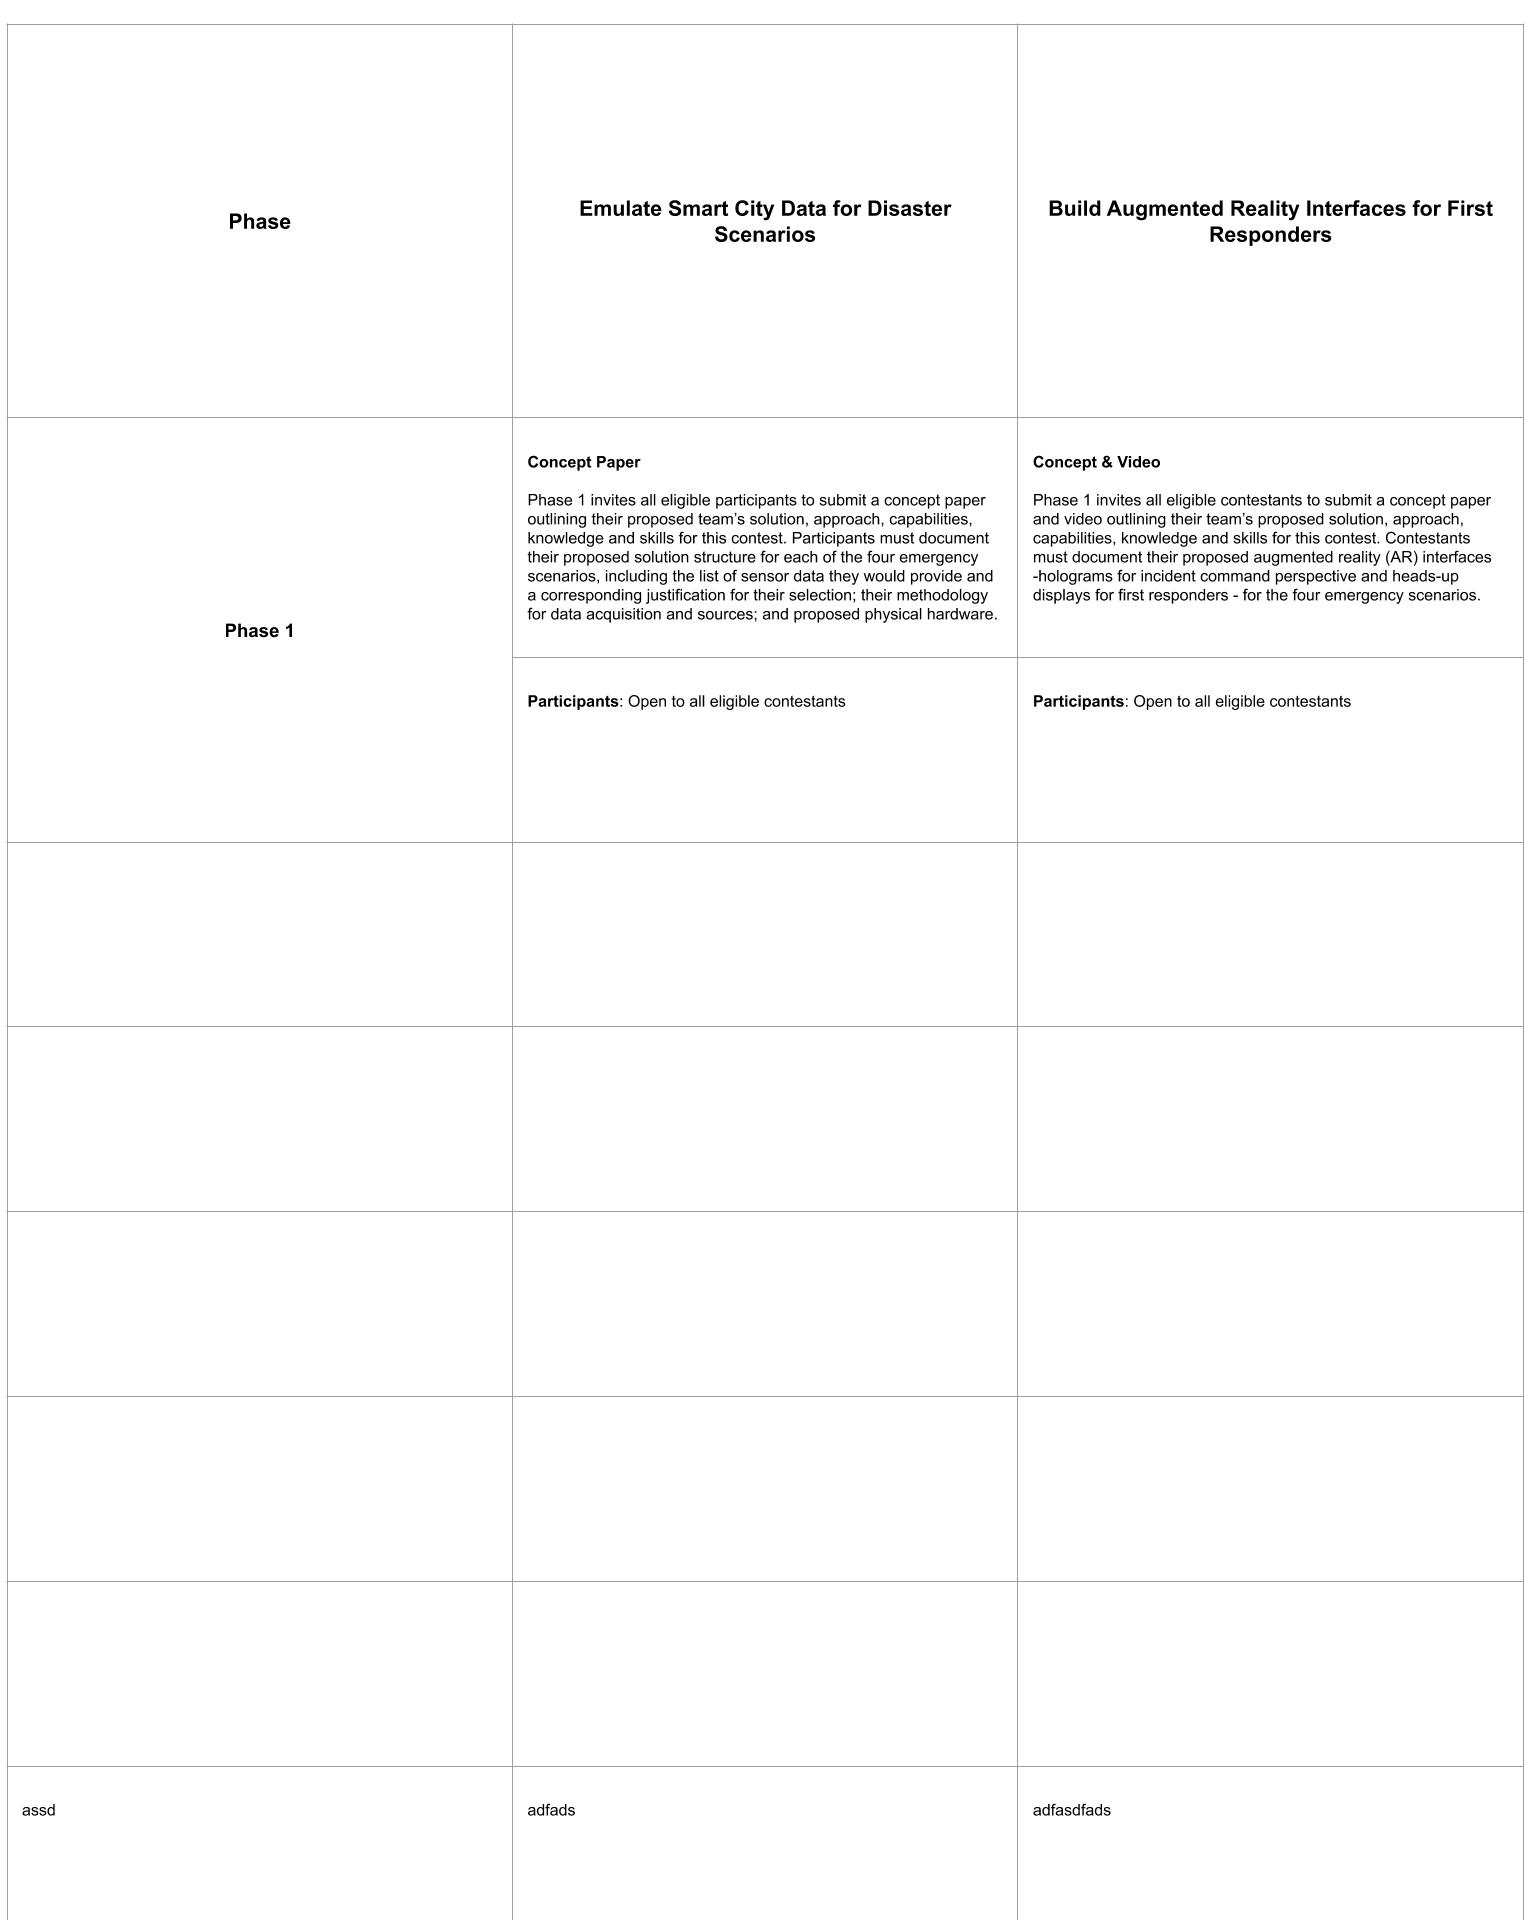 Phase
Emulate Smart City Data for Disaster
Scenarios
Build Augmented Reality Interfaces for First
Responders
Phase 1
Concept Paper
Phase 1 invites all eligible participants to submit a concept paper
outlining their proposed team’s solution, approach, capabilities,
knowledge and skills for this contest. Participants must document
their proposed solution structure for each of the four emergency
scenarios, including the list of sensor data they would provide and
a corresponding justification for their selection; their methodology
for data acquisition and sources; and proposed physical hardware.
Concept & Video
Phase 1 invites all eligible contestants to submit a concept paper
and video outlining their team’s proposed solution, approach,
capabilities, knowledge and skills for this contest. Contestants
must document their proposed augmented reality (AR) interfaces
-holograms for incident command perspective and heads-up
displays for first responders - for the four emergency scenarios.
Participants: Open to all eligible contestants
Participants: Open to all eligible contestants
assd
adfads
adfasdfads